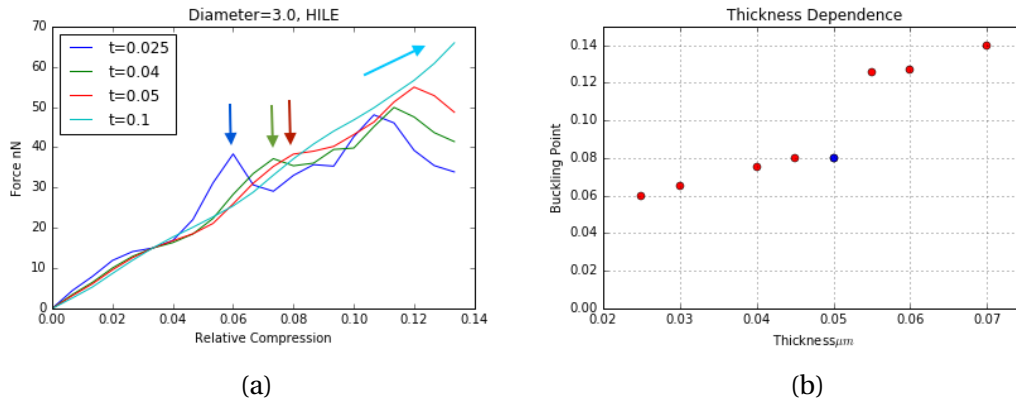 Diameter=3.0, HILE
70
60
50
40
30
20
10
0
Force nN
t=0.025
t=0.04
t=0.05
t=0.1
0.00 0.02 0.04 0.06 0.08 0.10 0.12 0.14
Relative Compression
(a)
Thickness Dependence
0.14
0.12
0.10
0.08
0.06
0.04
0.02
0.00
Buckling Point
0.02 0.03 0.04 0.05 0.06 0.07
Thicknessμm
(b)